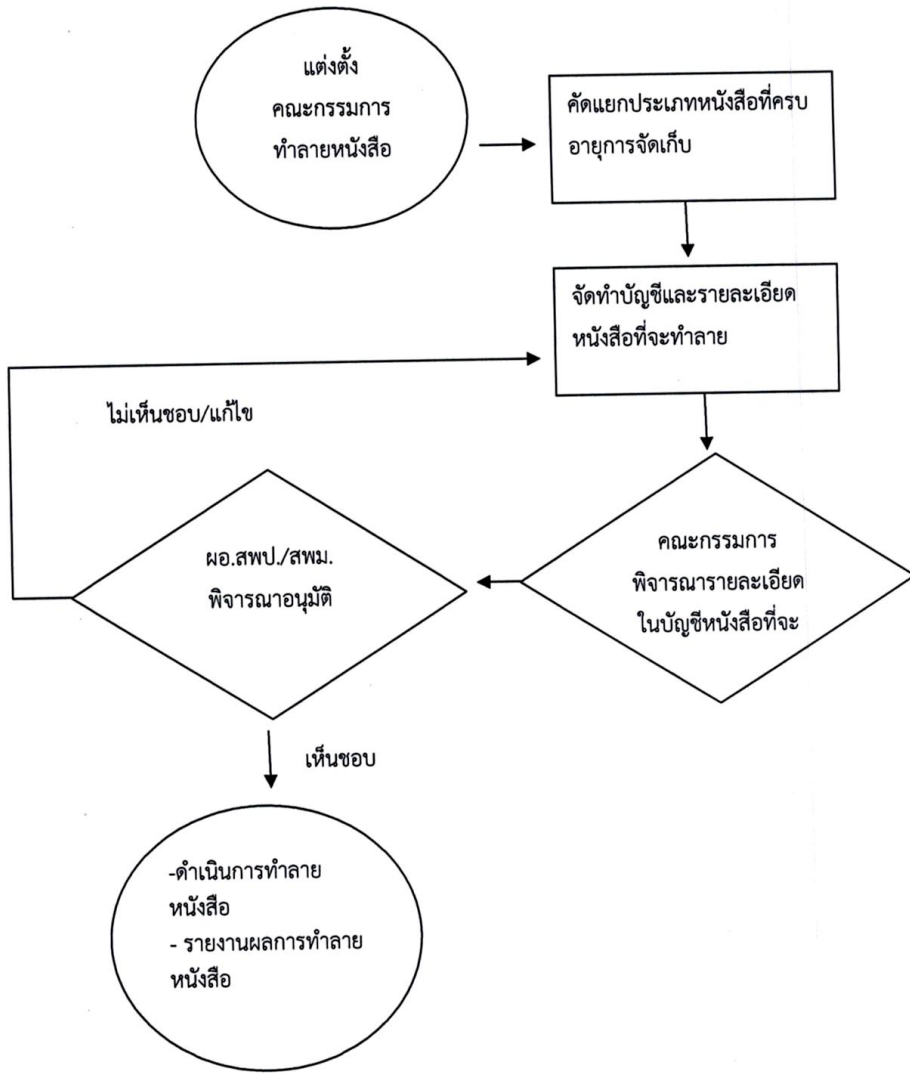 แต่งตั้ง
คณะกรรมการ
ทำลายหนังสือ
คัดแยกประเภทหนังสือที่ครบ
อายุการจัดเก็บ
จัดทำบัญชีและรายละเอียด
หนังสือที่จะทำลาย
ไม่เห็นชอบ/แก้ไข
คณะกรรมการ
พิจารณารายละเอียด
ในบัญชีหนังสือที่จะ
ผอ.สพป./สพม.
พิจารณาอนุมัติ
เห็นชอบ
-ดำเนินการทำลาย
หนังสือ
- รายงานผลการทำลาย
หนังสือ